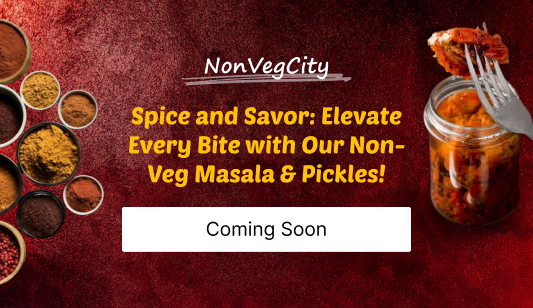 NonVegCity
Spice and Savor: Elevate
Every Bite with Our Non-
Veg Masala & Pickles!
Coming Soon